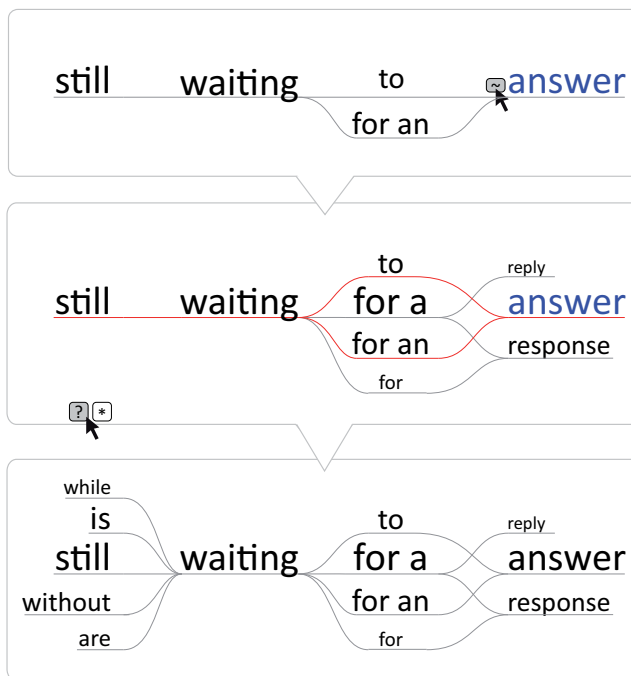 still waiting to ~ answer
for an
to reply
still waiting for a answer
for an response
for
? *
while
is to reply
still waiting for a answer
without for an response
are for